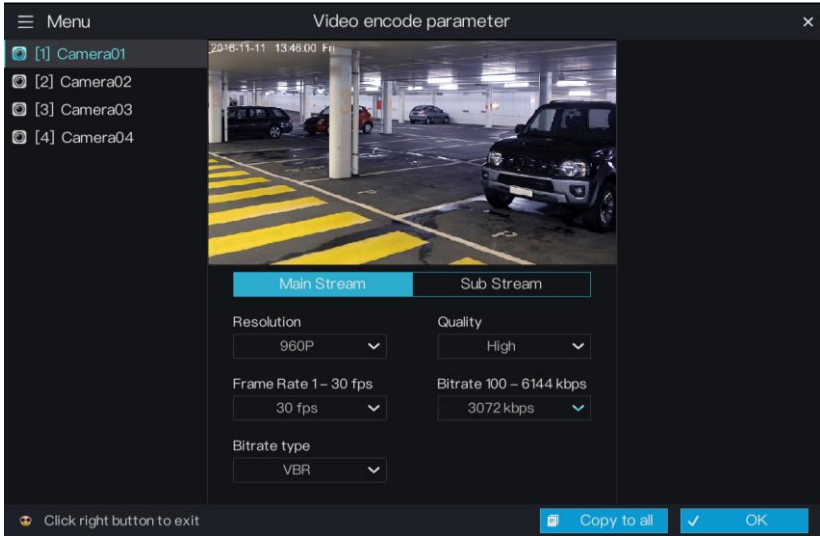 Menu
Video encode parameter
[1] Camera01
[2] Camera02
[3] Camera03
[4] Camera04
2016-11-11 13:46:00 Fri
Main Stream
Sub Stream
Resolution
Quality
960P
High
Frame Rate 1 – 30 fps
Bitrate 100 – 6144 kbps
30 fps
3072 kbps
Bitrate type
VBR
Click right button to exit
Copy to all
OK